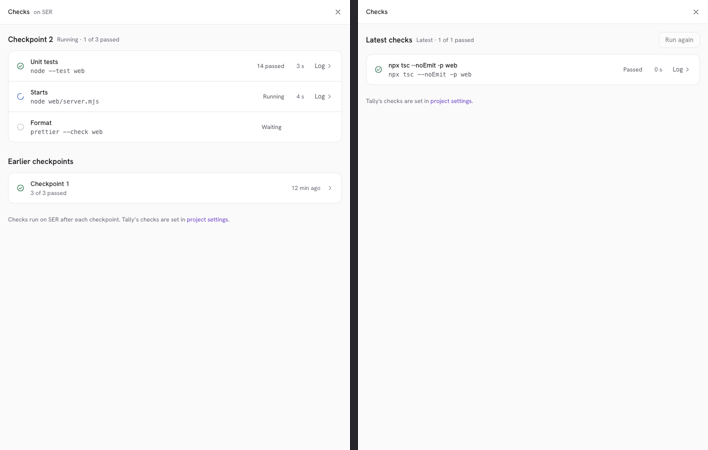 Checks on SER
Checkpoint 2 Running · 1 of 3 passed
Unit tests
node --test web
14 passed 3 s Log
Starts
node web/server.mjs
Running 4 s Log
Format
prettier --check web
Waiting
Earlier checkpoints
Checkpoint 1
3 of 3 passed
12 min ago
Checks run on SER after each checkpoint. Tally's checks are set in project settings.
Checks
Latest checks Latest · 1 of 1 passed
Run again
npx tsc --noEmit -p web
npx tsc --noEmit -p web
Passed 0 s Log
Tally's checks are set in project settings.